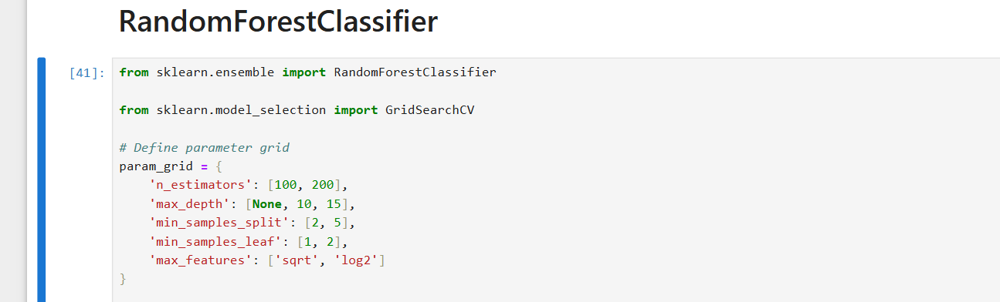 RandomForestClassifier
[41]: from sklearn.ensemble import RandomForestClassifier
from sklearn.model_selection import GridSearchCV
# Define parameter grid
param_grid = {
    'n_estimators': [100, 200],
    'max_depth': [None, 10, 15],
    'min_samples_split': [2, 5],
    'min_samples_leaf': [1, 2],
    'max_features': ['sqrt', 'log2']
}